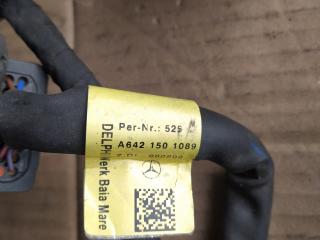 Per-Nr.: 525
A642 150 1089
DELPHI Werk Baia Mare